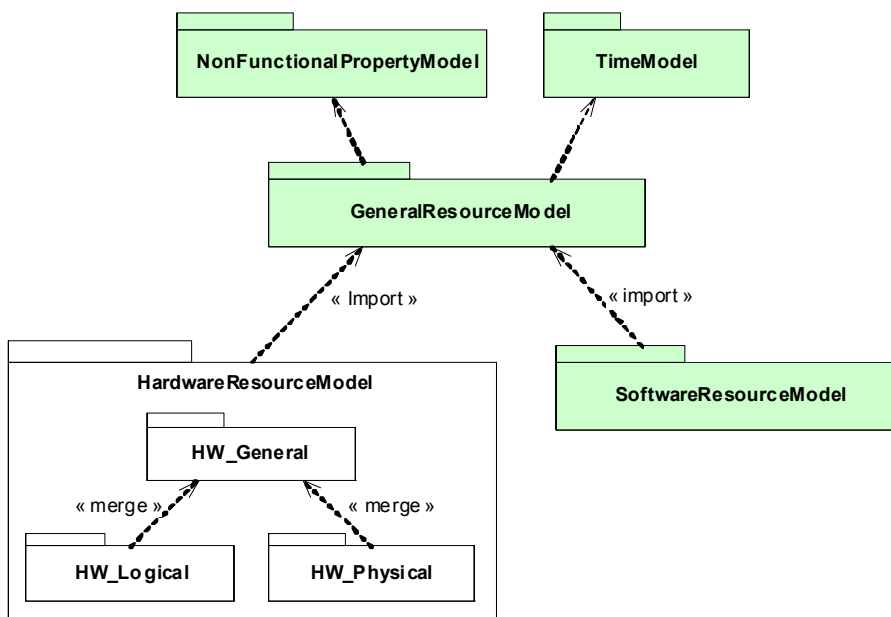 NonFunctionalPropertyModel
TimeModel
GeneralResourceModel
« Import »
« import »
HardwareResourceModel
SoftwareResourceModel
HW_General
« merge »
« merge »
HW_Logical
HW_Physical